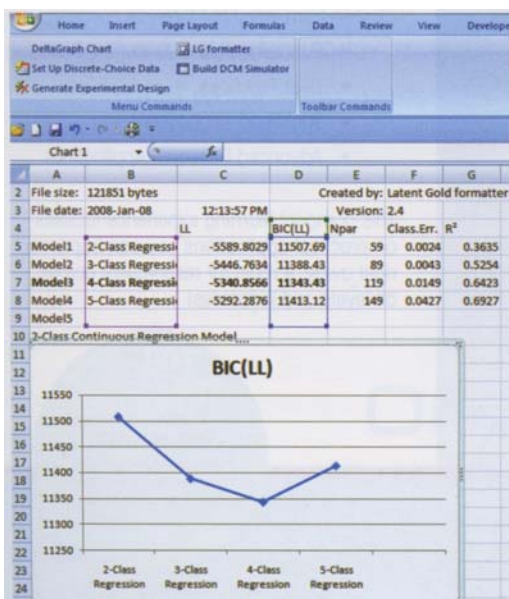 Home Insert Page Layout Formulas Data Review View Develope
DeltaGraph Chart LG formatter
Set Up Discrete-Choice Data Build DCM Simulator
Generate Experimental Design
Menu Commands Toolbar Commands
Chart 1 fx
A B C D E F G
2 File size: 121851 bytes Created by: Latent Gold formatter
3 File date: 2008-Jan-08 12:13:57 PM Version: 2.4
4 LL BIC(LL) Npar Class.Err. R²
5 Model1 2-Class Regressi -5589.8029 11507.69 59 0.0024 0.3635
6 Model2 3-Class Regressi -5446.7634 11388.43 89 0.0043 0.5254
7 Model3 4-Class Regressi -5340.8566 11343.43 119 0.0149 0.6423
8 Model4 5-Class Regressi -5292.2876 11413.12 149 0.0427 0.6927
9 Model5
10 2-Class Continuous Regression Model
11
12
13
14
15
16
17
18
19
20
21
22
23
24
BIC(LL)
11550
11500
11450
11400
11350
11300
11250
2-Class Regression
3-Class Regression
4-Class Regression
5-Class Regression